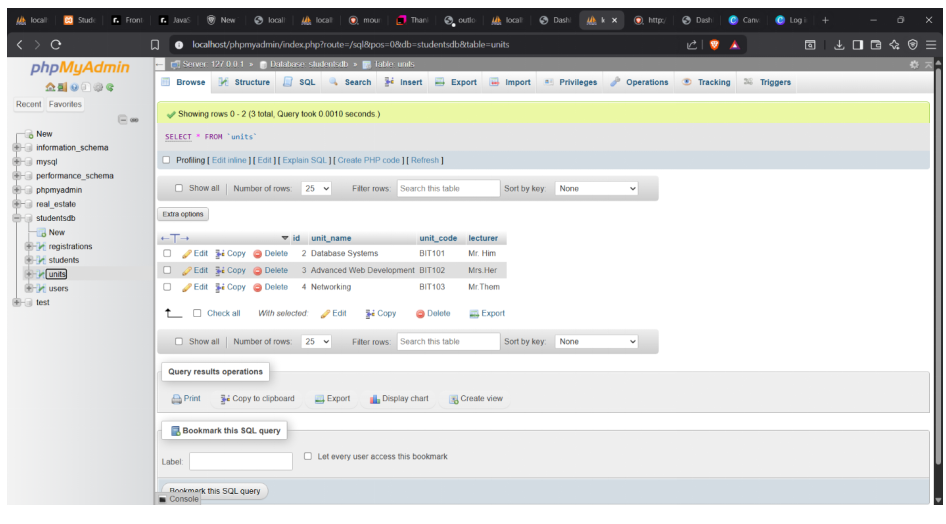 locall
Stude
Front
JavaS
New
locall
locall
mour
Than
outlo
locall
Dash
k
http:
Dash
Canv
Log i
localhost/phpmyadmin/index.php?route=/sql&pos=0&db=studentsdb&table=units
phpMyAdmin
Recent Favorites
New
information_schema
mysql
performance_schema
phpmyadmin
real_estate
studentsdb
New
registrations
students
units
users
test
Server: 127.0.0.1 » Database: studentsdb » Table: units
Browse Structure SQL Search Insert Export Import Privileges Operations Tracking Triggers
Showing rows 0 - 2 (3 total, Query took 0.0010 seconds.)
SELECT * FROM `units`
Profiling [ Edit inline ] [ Edit ] [ Explain SQL ] [ Create PHP code ] [ Refresh ]
Show all | Number of rows: 25 Filter rows: Search this table Sort by key: None
Extra options
id unit_name unit_code lecturer
Edit Copy Delete 2 Database Systems BIT101 Mr. Him
Edit Copy Delete 3 Advanced Web Development BIT102 Mrs.Her
Edit Copy Delete 4 Networking BIT103 Mr.Them
Check all With selected: Edit Copy Delete Export
Show all | Number of rows: 25 Filter rows: Search this table Sort by key: None
Query results operations
Print Copy to clipboard Export Display chart Create view
Bookmark this SQL query
Label: Let every user access this bookmark
Bookmark this SQL query
Console